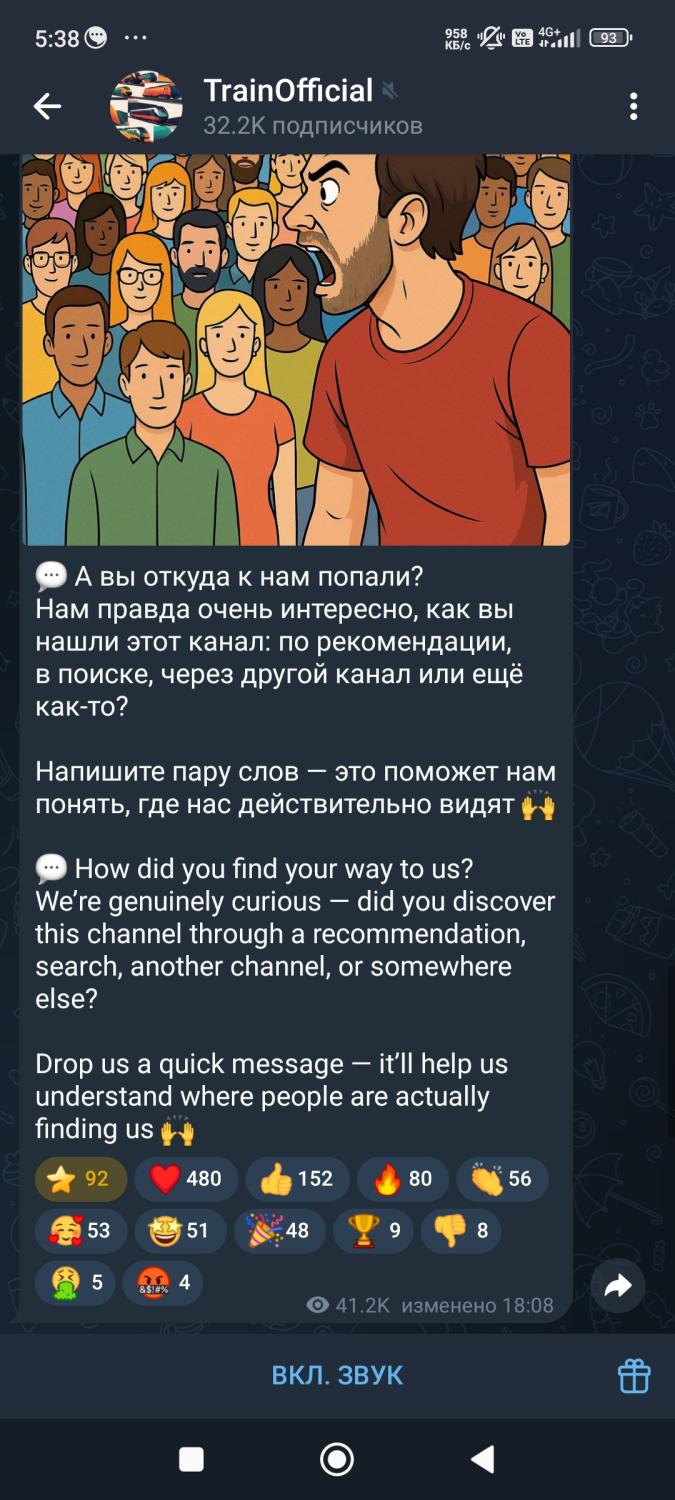 5:38
958 КБ/с
Vo LTE
4G+
93
TrainOfficial
32.2K подписчиков
💬 А вы откуда к нам попали?
Нам правда очень интересно, как вы
нашли этот канал: по рекомендации,
в поиске, через другой канал или ещё
как-то?
Напишите пару слов — это поможет нам
понять, где нас действительно видят 🙌
💬 How did you find your way to us?
We’re genuinely curious — did you discover
this channel through a recommendation,
search, another channel, or somewhere
else?
Drop us a quick message — it’ll help us
understand where people are actually
finding us 🙌
⭐ 92 ❤️ 480 👍 152 🔥 80 👏 56
🥰 53 🤩 51 🎉 48 🏆 9 👎 8
🤮 5 🤬 4
41.2K изменено 18:08
ВКЛ. ЗВУК